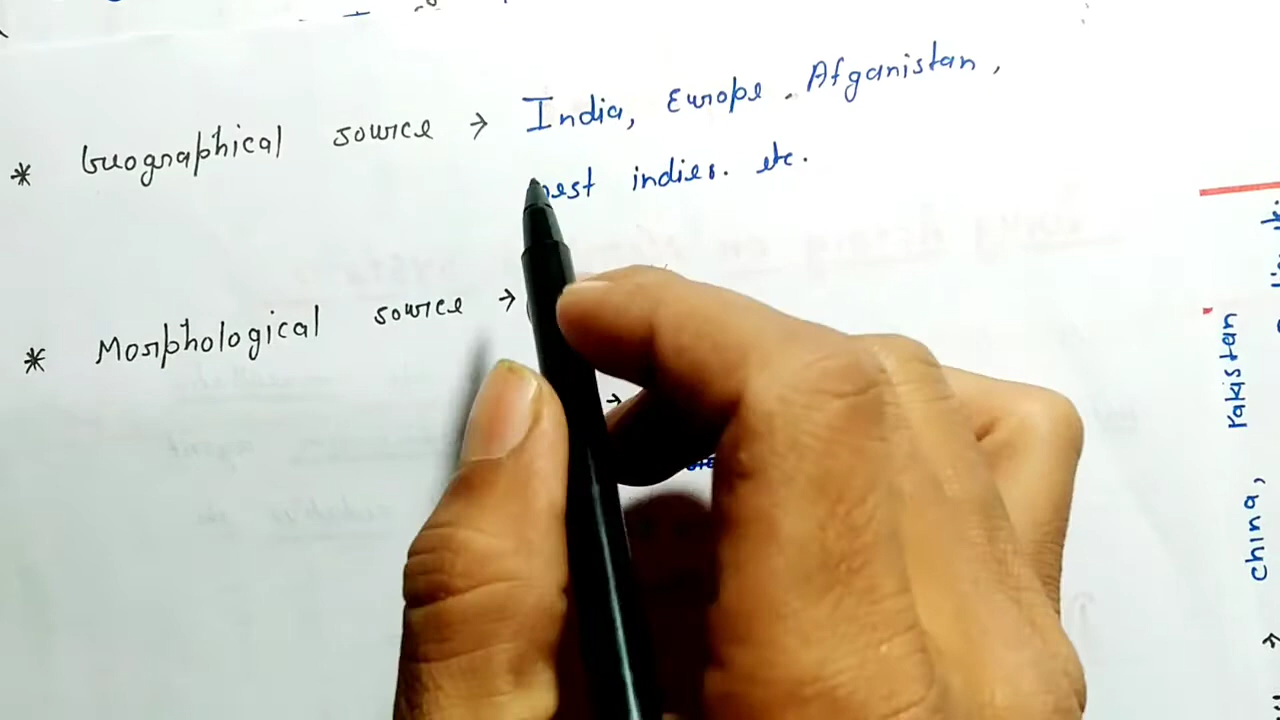 * Geographical source → India, Europe. Afganistan,
west indies. etc.
* Morphological source →
→
Pakistan
china,
→